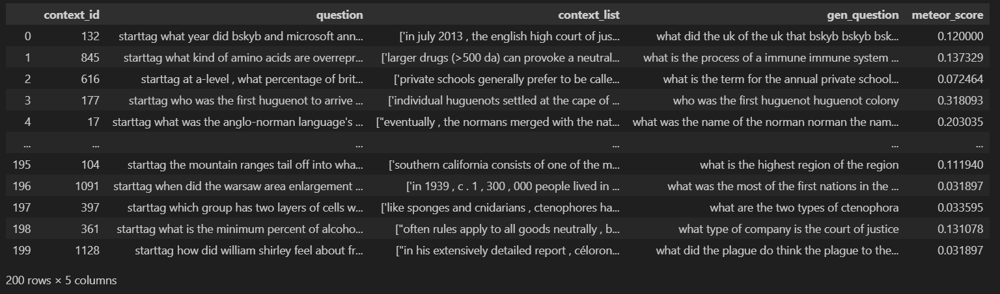 context_id question context_list gen_question meteor_score
0 132 starttag what year did bskyb and microsoft ann... ['in july 2013 , the english high court of jus... what did the uk of the uk that bskyb bskyb bsk... 0.120000
1 845 starttag what kind of amino acids are overrepr... ['larger drugs (>500 da) can provoke a neutral... what is the process of a immune immune system ... 0.137329
2 616 starttag at a-level , what percentage of brit... ['private schools generally prefer to be calle... what is the term for the annual private school... 0.072464
3 177 starttag who was the first huguenot to arrive ... ['individual huguenots settled at the cape of ... who was the first huguenot huguenot colony 0.318093
4 17 starttag what was the anglo-norman language's ... ["eventually , the normans merged with the nat... what was the name of the norman norman the nam... 0.203035
... ... ... ... ... ...
195 104 starttag the mountain ranges tail off into wha... ['southern california consists of one of the m... what is the highest region of the region 0.111940
196 1091 starttag when did the warsaw area enlargement ... ['in 1939 , c . 1 , 300 , 000 people lived in ... what was the most of the first nations in the ... 0.031897
197 397 starttag which group has two layers of cells w... ['like sponges and cnidarians , ctenophores ha... what are the two types of ctenophora 0.033595
198 361 starttag what is the minimum percent of alcoho... ["often rules apply to all goods neutrally , b... what type of company is the court of justice 0.131078
199 1128 starttag how did william shirley feel about fr... ["in his extensively detailed report , céloron... what did the plague do think the plague to the... 0.031897
200 rows × 5 columns